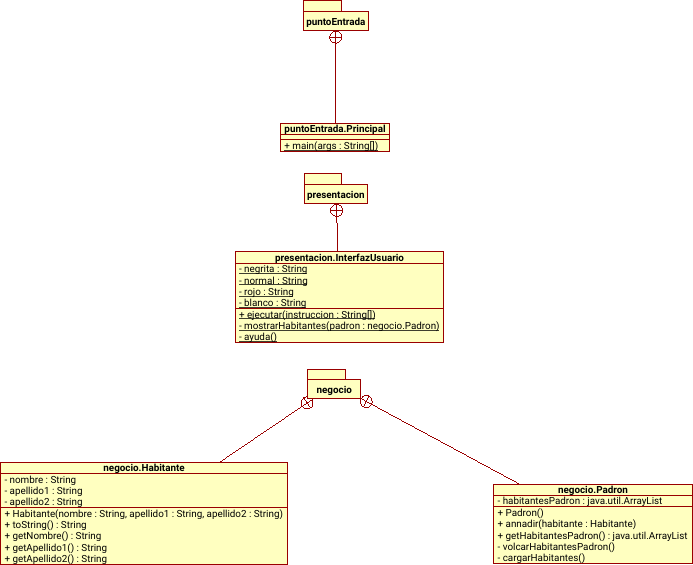 puntoEntrada
puntoEntrada.Principal
+ main(args : String[])
presentacion
presentacion.InterfazUsuario
- negrita : String
- normal : String
- rojo : String
- blanco : String
+ ejecutar(instruccion : String[])
- mostrarHabitantes(padron : negocio.Padron)
- ayuda()
negocio
negocio.Habitante
- nombre : String
- apellido1 : String
- apellido2 : String
+ Habitante(nombre : String, apellido1 : String, apellido2 : String)
+ toString() : String
+ getNombre() : String
+ getApellido1() : String
+ getApellido2() : String
negocio.Padron
- habitantesPadron : java.util.ArrayList
+ Padron()
+ annadir(habitante : Habitante)
+ getHabitantesPadron() : java.util.ArrayList
- volcarHabitantesPadron()
- cargarHabitantes()